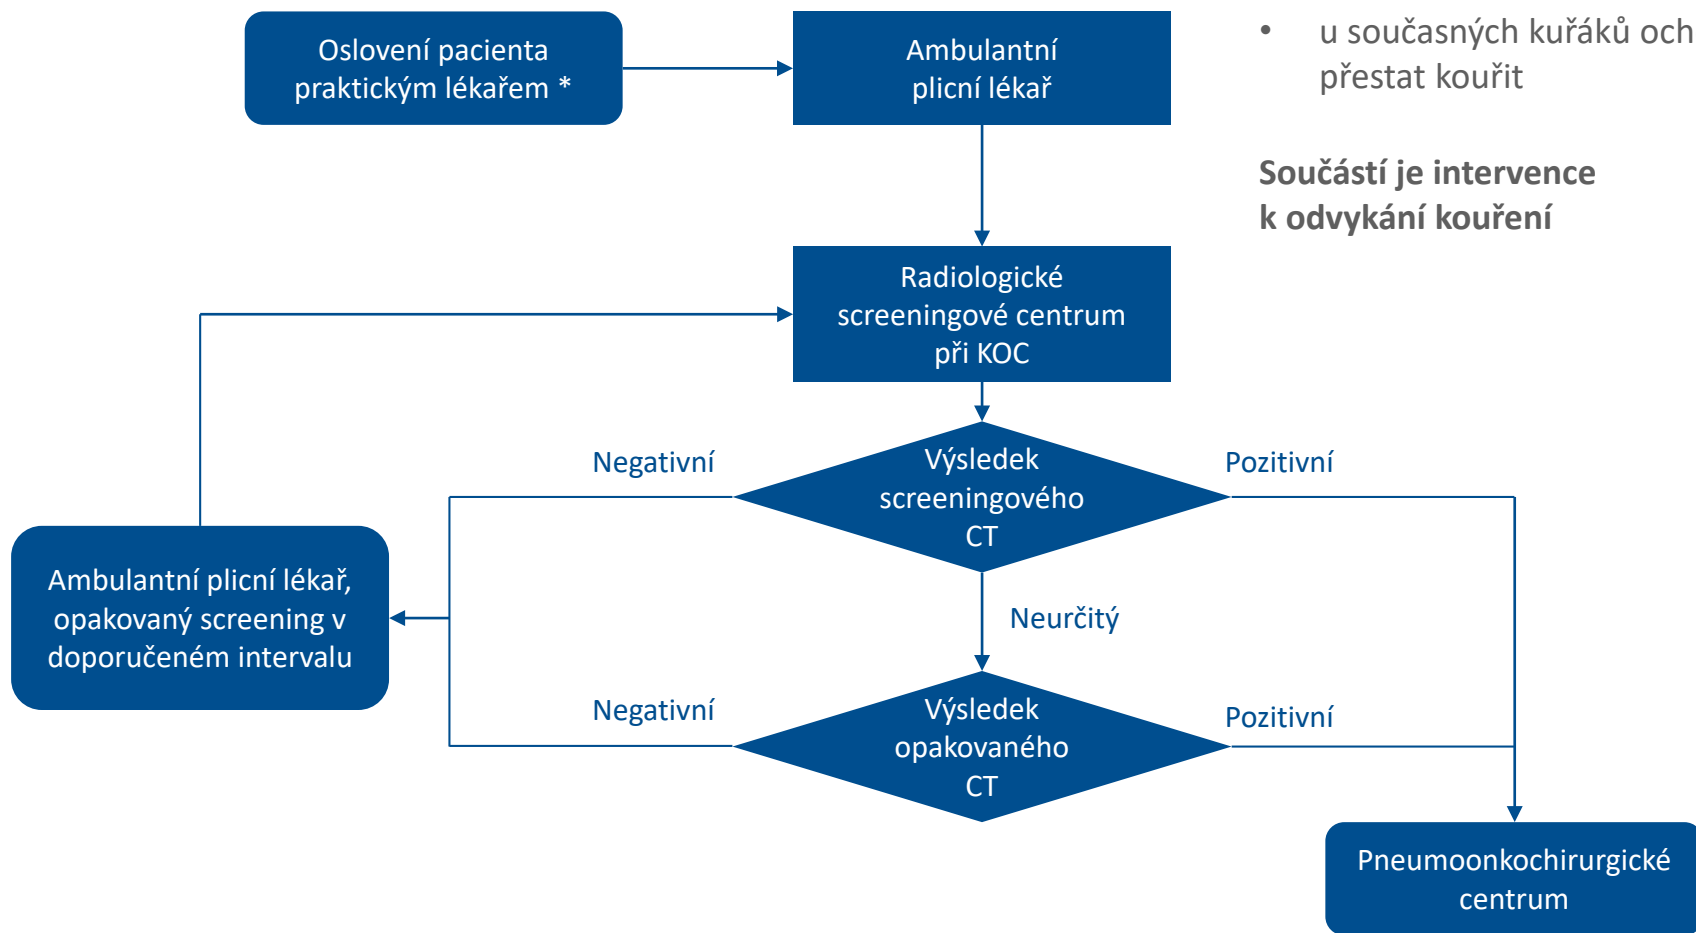 Oslovení pacienta
praktickým lékařem *
Ambulantní
plicní lékař
• u současných kuřáků och
přestat kouřit
Součástí je intervence
k odvykání kouření
Radiologické
screeningové centrum
při KOC
Negativní
Výsledek
screeningového
CT
Pozitivní
Ambulantní plicní lékař,
opakovaný screening v
doporučeném intervalu
Neurčitý
Negativní
Výsledek
opakovaného
CT
Pozitivní
Pneumoonkochirurgické
centrum